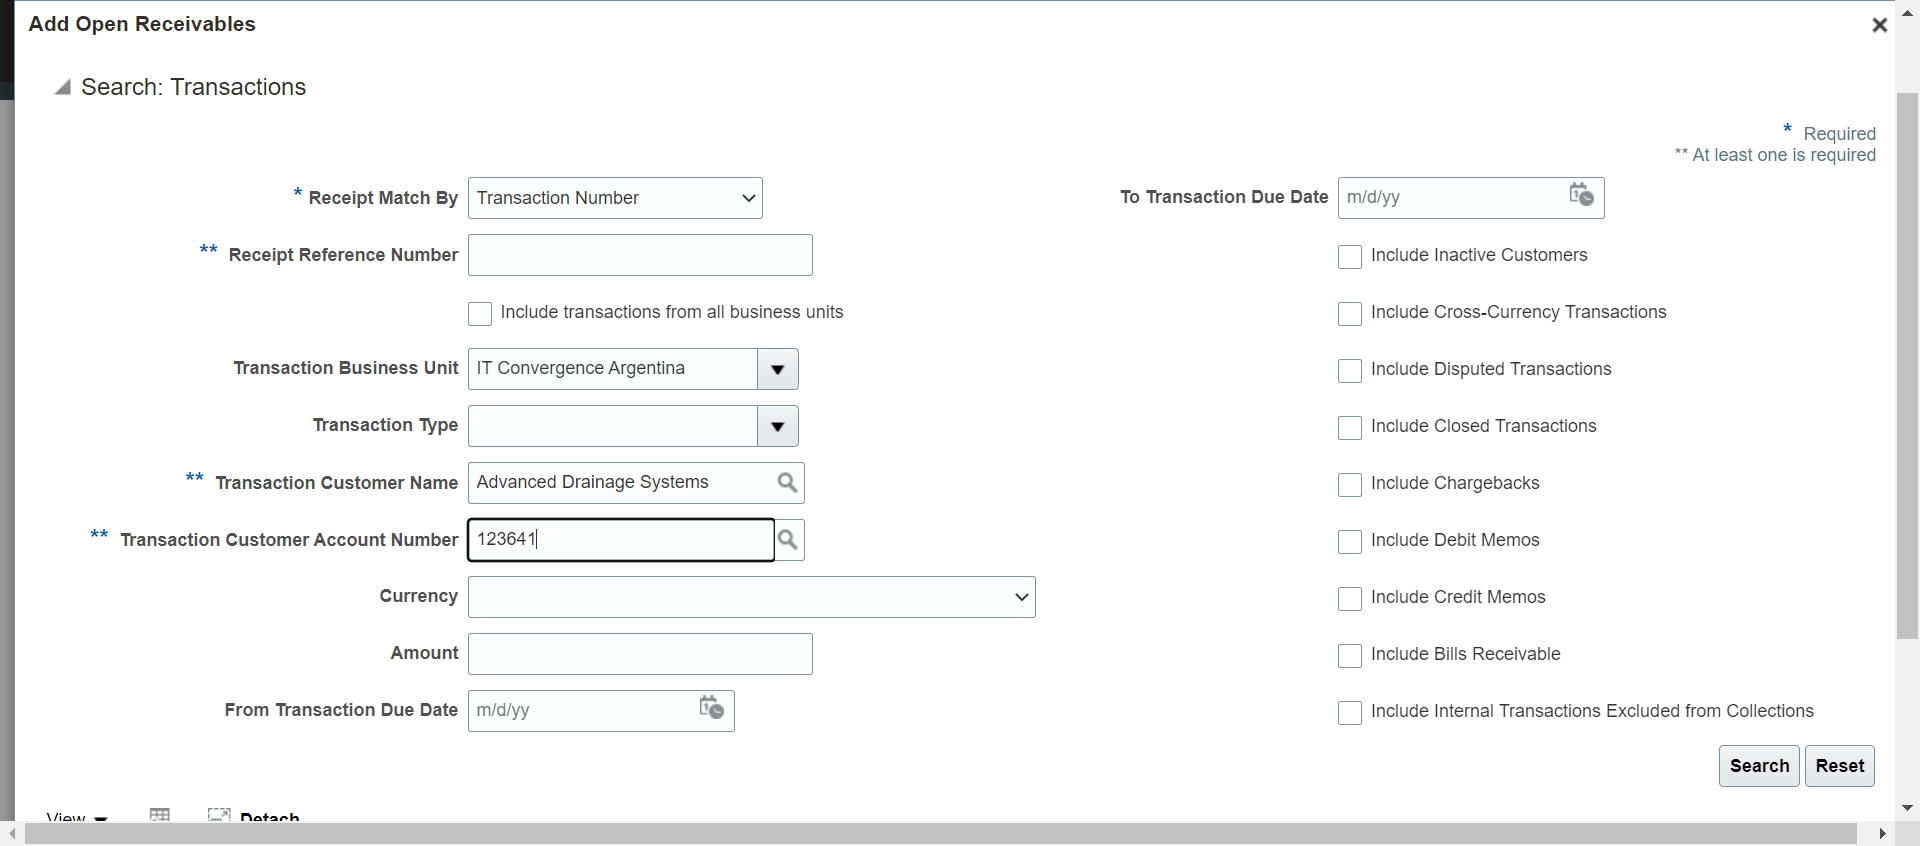 Add Open Receivables
Search: Transactions
* Required
** At least one is required
* Receipt Match By Transaction Number
** Receipt Reference Number
Include transactions from all business units
Transaction Business Unit IT Convergence Argentina
Transaction Type
** Transaction Customer Name Advanced Drainage Systems
** Transaction Customer Account Number 123641
Currency
Amount
From Transaction Due Date m/d/yy
To Transaction Due Date m/d/yy
Include Inactive Customers
Include Cross-Currency Transactions
Include Disputed Transactions
Include Closed Transactions
Include Chargebacks
Include Debit Memos
Include Credit Memos
Include Bills Receivable
Include Internal Transactions Excluded from Collections
Search Reset
View Detach